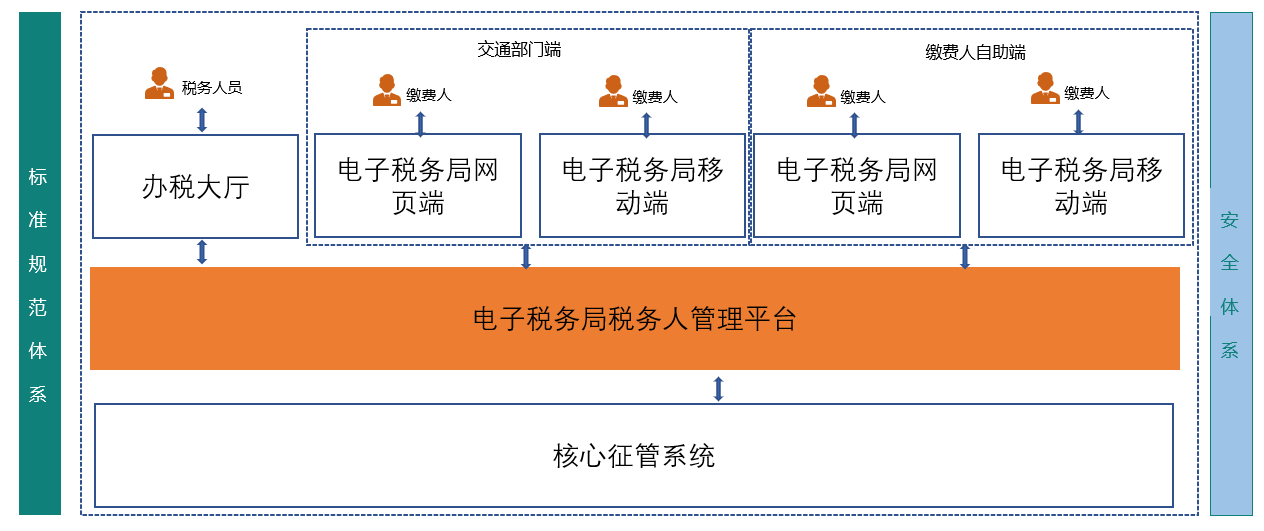 标准规范体系
交通部门端
缴费人自助端
税务人员
缴费人
缴费人
缴费人
缴费人
办税大厅
电子税务局网
页端
电子税务局移
动端
电子税务局网
页端
电子税务局移
动端
电子税务局税务人管理平台
核心征管系统
安全体系